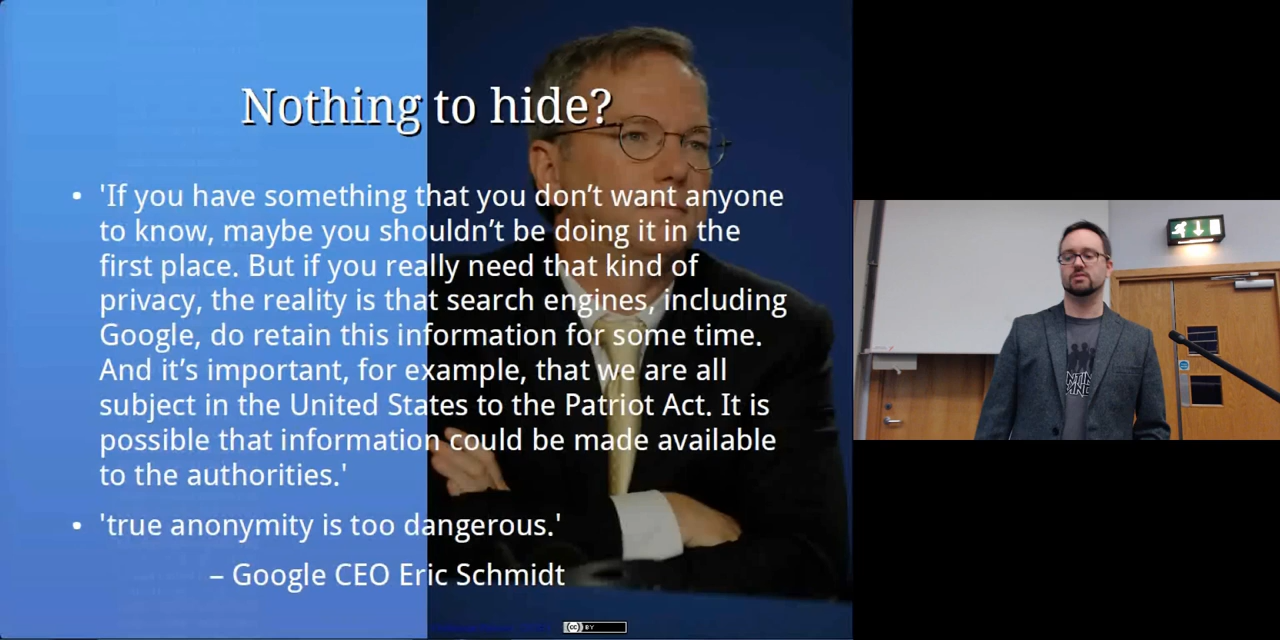 Nothing to hide?
• 'If you have something that you don’t want anyone
to know, maybe you shouldn’t be doing it in the
first place. But if you really need that kind of
privacy, the reality is that search engines, including
Google, do retain this information for some time.
And it’s important, for example, that we are all
subject in the United States to the Patriot Act. It is
possible that information could be made available
to the authorities.'
• 'true anonymity is too dangerous.'
– Google CEO Eric Schmidt
cc BY